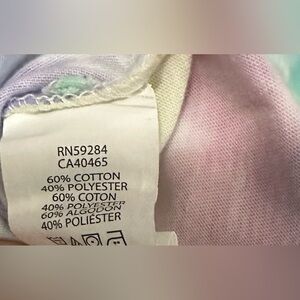 RN59284
CA40465
60% COTTON
40% POLYESTER
60% COTON
40% POLYESTER
60% ALGODON
40% POLIÉSTER